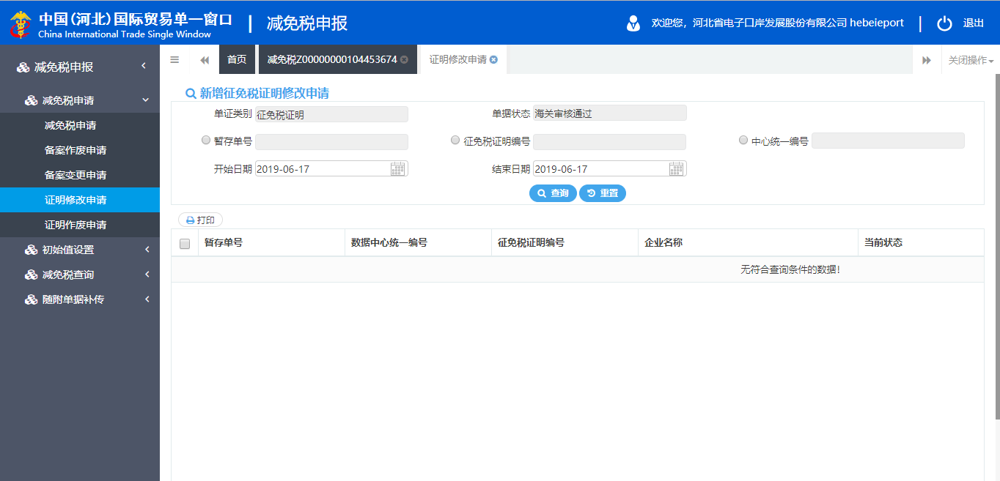 中国(河北)国际贸易单一窗口
China International Trade Single Window
减免税申报
欢迎您，河北省电子口岸发展股份有限公司 hebeieport
退出
减免税申报
减免税申请
减免税申请
备案作废申请
备案变更申请
证明修改申请
证明作废申请
初始值设置
减免税查询
随附单据补传
首页
减免税Z00000000104453674
证明修改申请
关闭操作
新增征免税证明修改申请
单证类别 征免税证明 单据状态 海关审核通过
暂存单号 征免税证明编号 中心统一编号
开始日期 2019-06-17 结束日期 2019-06-17
查询 重置
打印
暂存单号 数据中心统一编号 征免税证明编号 企业名称 当前状态
无符合查询条件的数据!